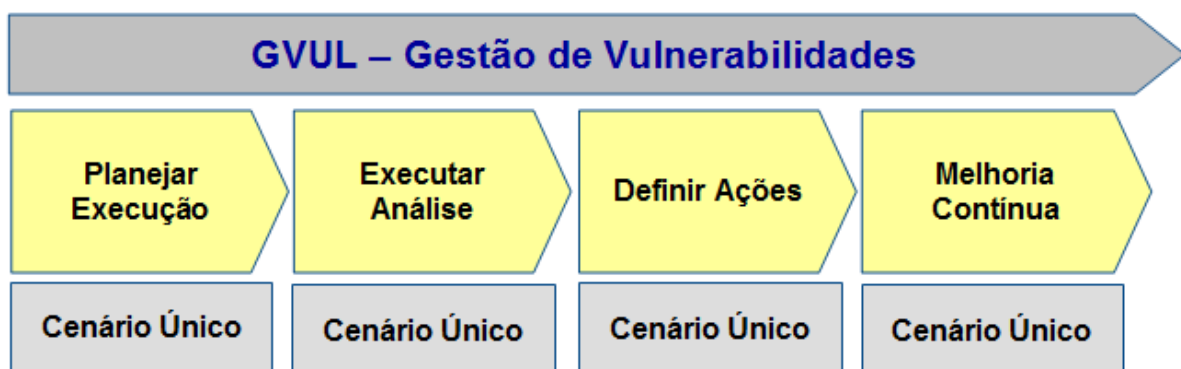 GVUL – Gestão de Vulnerabilidades
Planejar
Execução
Executar
Análise
Definir Ações
Melhoria
Contínua
Cenário Único
Cenário Único
Cenário Único
Cenário Único